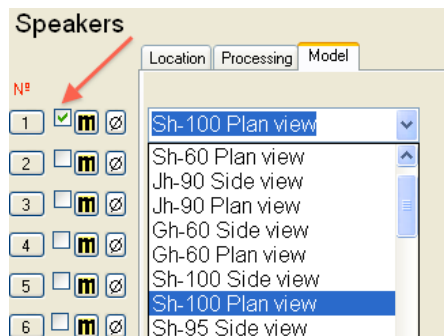 Speakers
Location Processing Model
Nº
1 m Ø Sh-100 Plan view
2 m Ø Sh-60 Plan view
Jh-90 Side view
3 m Ø Jh-90 Plan view
Gh-60 Side view
4 m Ø Gh-60 Plan view
5 m Ø Sh-100 Side view
Sh-100 Plan view
6 m Ø Sh-95 Side view